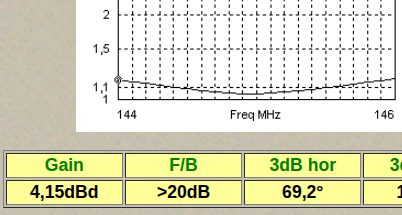 2
1,5
1,1
1
144 Freq MHz 146
Gain F/B 3dB hor
4,15dBd >20dB 69,2°